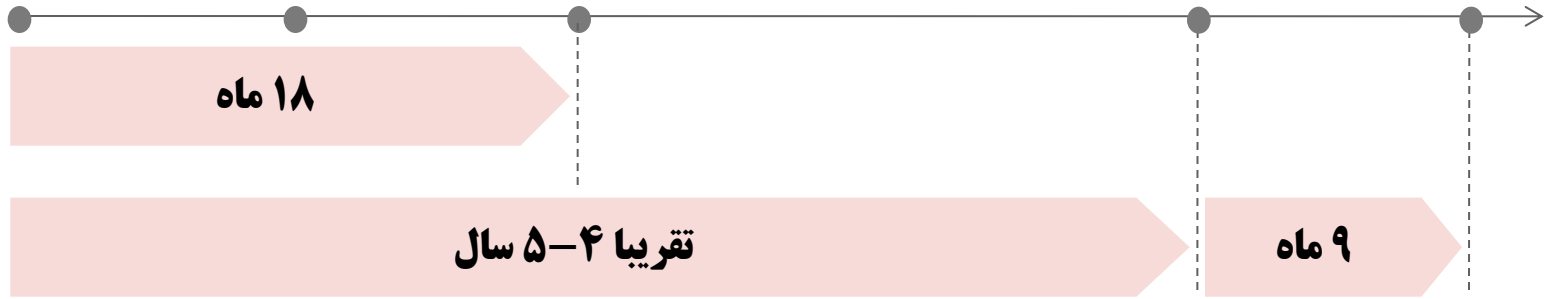 ۱۸ ماه
تقریبا ۴-۵ سال
۹ ماه